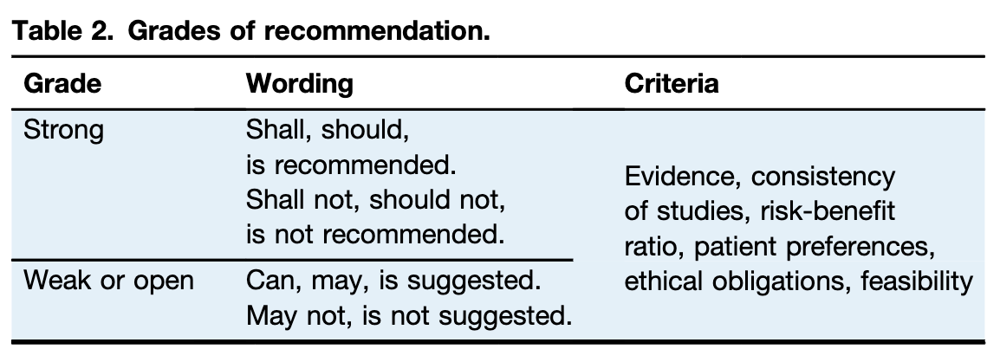 Table 2. Grades of recommendation.
Grade Wording Criteria
Strong
Shall, should,
is recommended.
Shall not, should not,
is not recommended.
Weak or open
Can, may, is suggested.
May not, is not suggested.
Evidence, consistency
of studies, risk-benefit
ratio, patient preferences,
ethical obligations, feasibility